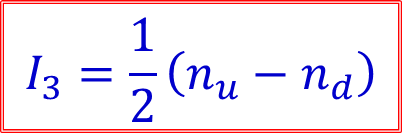 I₃ = 1/2 (nᵤ − n_d)